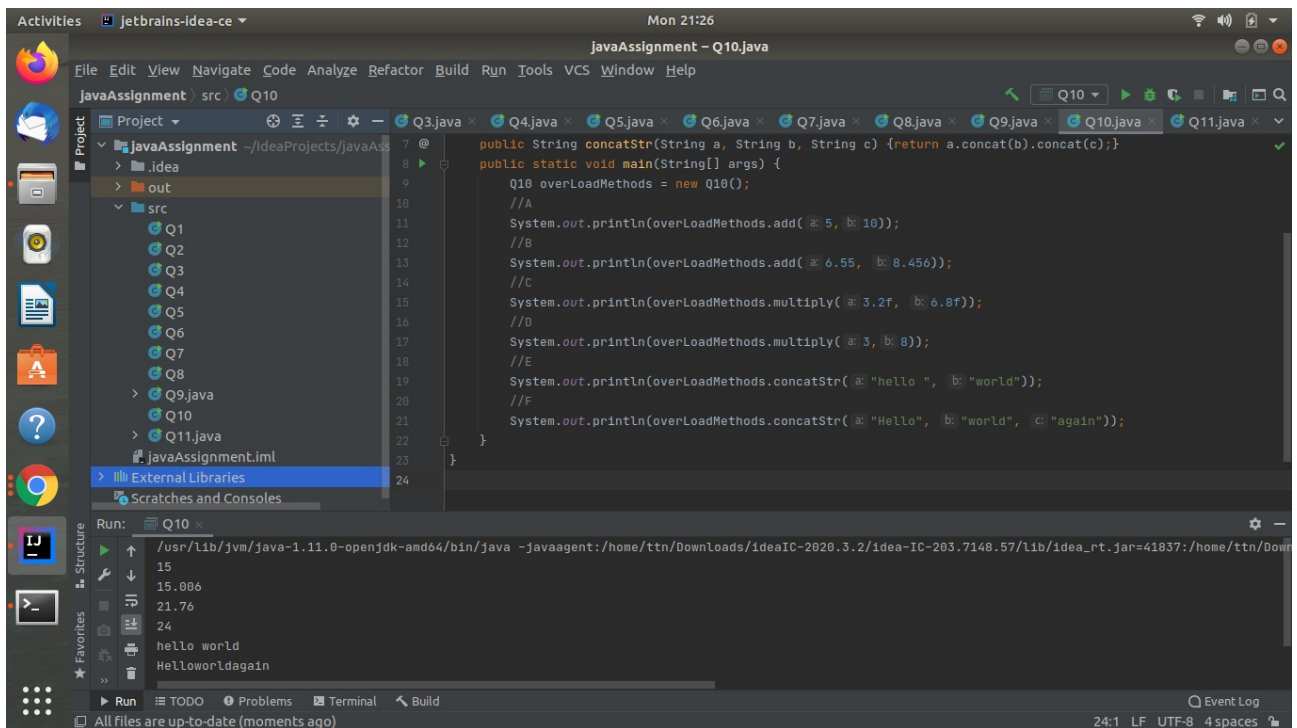 Activities jetbrains-idea-ce Mon 21:26
javaAssignment – Q10.java
File Edit View Navigate Code Analyze Refactor Build Run Tools VCS Window Help
javaAssignment src Q10 Q10
Project Q3.java Q4.java Q5.java Q6.java Q7.java Q8.java Q9.java Q10.java Q11.java
Project
javaAssignment ~/IdeaProjects/javaAss
.idea
out
src
Q1
Q2
Q3
Q4
Q5
Q6
Q7
Q8
Q9.java
Q10
Q11.java
javaAssignment.iml
External Libraries
Scratches and Consoles
7 @ public String concatStr(String a, String b, String c) {return a.concat(b).concat(c);}
8 public static void main(String[] args) {
9 Q10 overLoadMethods = new Q10();
10 //A
11 System.out.println(overLoadMethods.add( a: 5, b: 10));
12 //B
13 System.out.println(overLoadMethods.add( a: 6.55, b: 8.456));
14 //C
15 System.out.println(overLoadMethods.multiply( a: 3.2f, b: 6.8f));
16 //D
17 System.out.println(overLoadMethods.multiply( a: 3, b: 8));
18 //E
19 System.out.println(overLoadMethods.concatStr( a: "hello ", b: "world"));
20 //F
21 System.out.println(overLoadMethods.concatStr( a: "Hello", b: "world", c: "again"));
22 }
23 }
24
Structure
Favorites
Run: Q10
/usr/lib/jvm/java-1.11.0-openjdk-amd64/bin/java -javaagent:/home/ttn/Downloads/ideaIC-2020.3.2/idea-IC-203.7148.57/lib/idea_rt.jar=41837:/home/ttn/Down
15
15.006
21.76
24
hello world
Helloworldagain
Run TODO Problems Terminal Build Event Log
All files are up-to-date (moments ago) 24:1 LF UTF-8 4 spaces